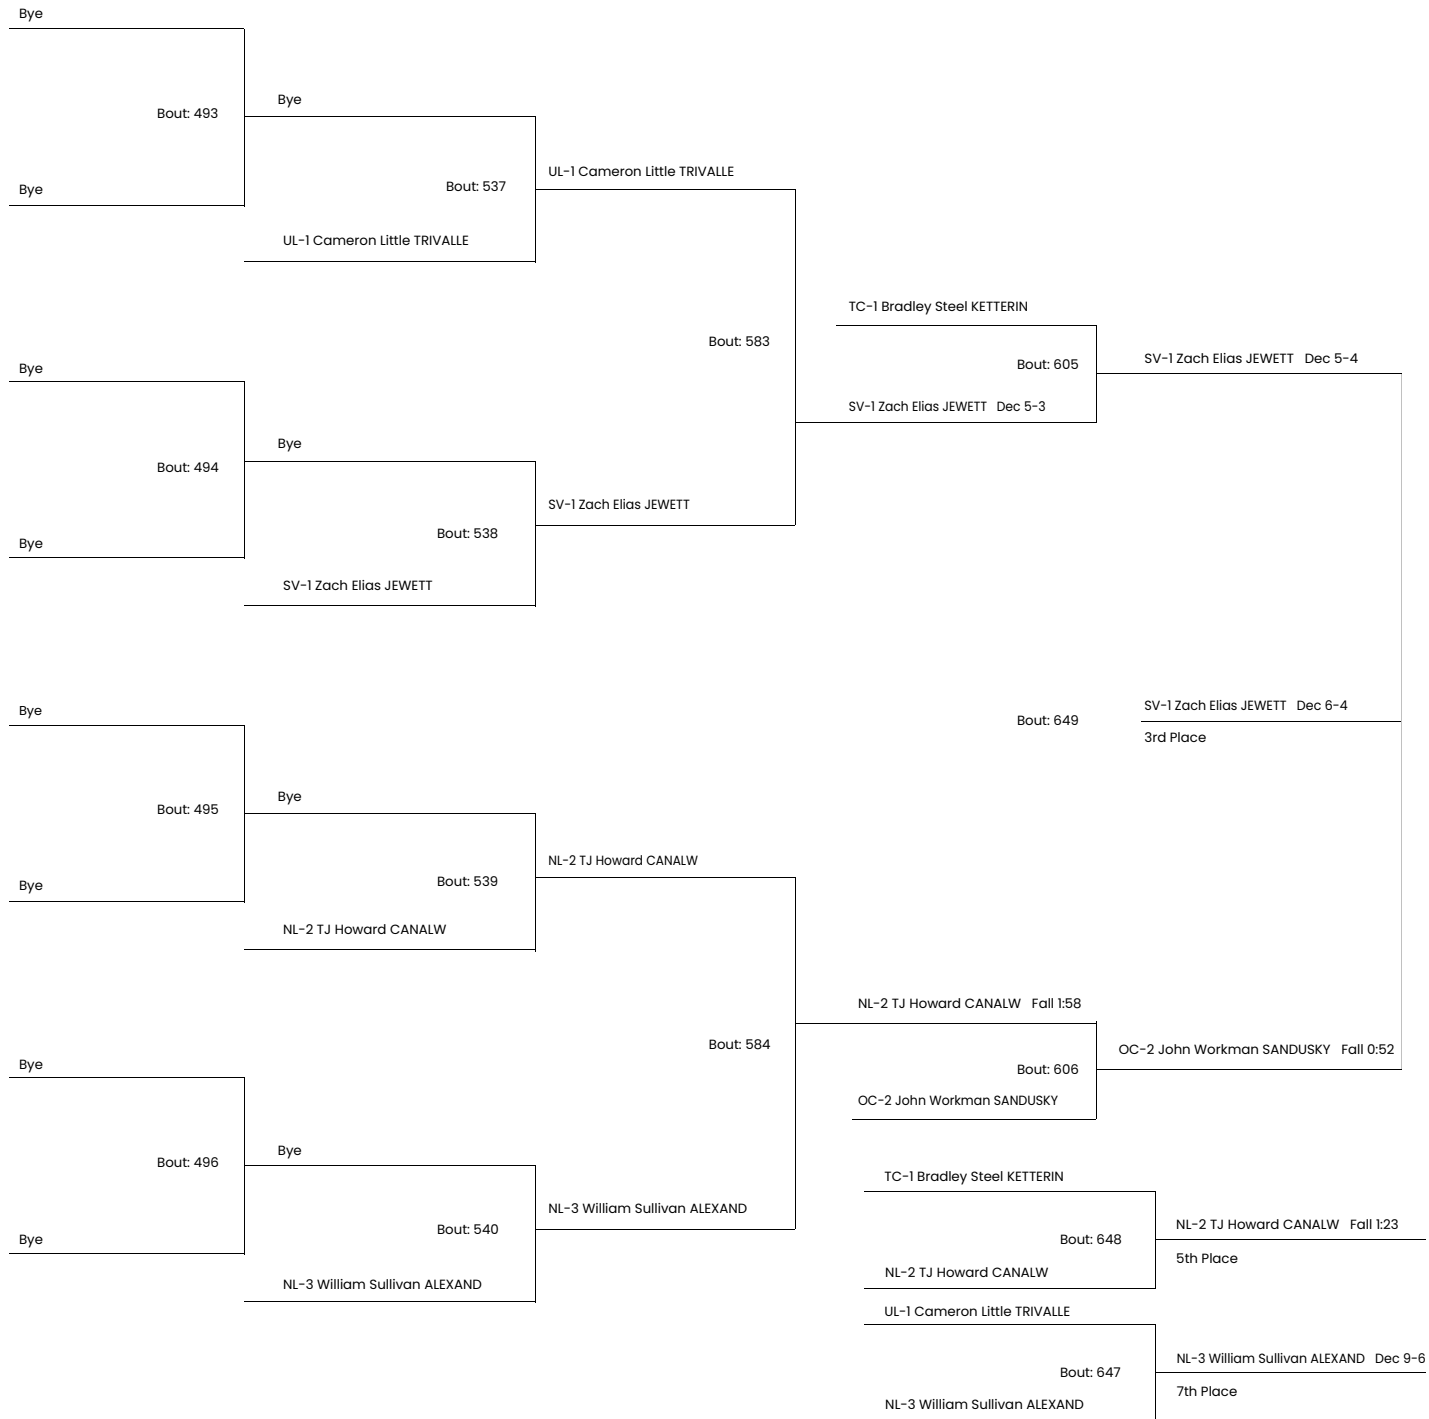 Bye
Bye
Bout: 493
UL-1 Cameron Little TRIVALLE
Bout: 537
Bye
UL-1 Cameron Little TRIVALLE
TC-1 Bradley Steel KETTERIN
Bout: 583
SV-1 Zach Elias JEWETT Dec 5-4
Bout: 605
Bye
SV-1 Zach Elias JEWETT Dec 5-3
Bye
Bout: 494
SV-1 Zach Elias JEWETT
Bout: 538
Bye
SV-1 Zach Elias JEWETT
SV-1 Zach Elias JEWETT Dec 6-4
Bye
Bout: 649
3rd Place
Bye
Bout: 495
NL-2 TJ Howard CANALW
Bout: 539
Bye
NL-2 TJ Howard CANALW
NL-2 TJ Howard CANALW Fall 1:58
Bout: 584
OC-2 John Workman SANDUSKY Fall 0:52
Bye
Bout: 606
OC-2 John Workman SANDUSKY
Bye
Bout: 496
TC-1 Bradley Steel KETTERIN
NL-3 William Sullivan ALEXAND
Bout: 540
NL-2 TJ Howard CANALW Fall 1:23
Bye
Bout: 648
5th Place
NL-2 TJ Howard CANALW
NL-3 William Sullivan ALEXAND
UL-1 Cameron Little TRIVALLE
NL-3 William Sullivan ALEXAND Dec 9-6
Bout: 647
7th Place
NL-3 William Sullivan ALEXAND